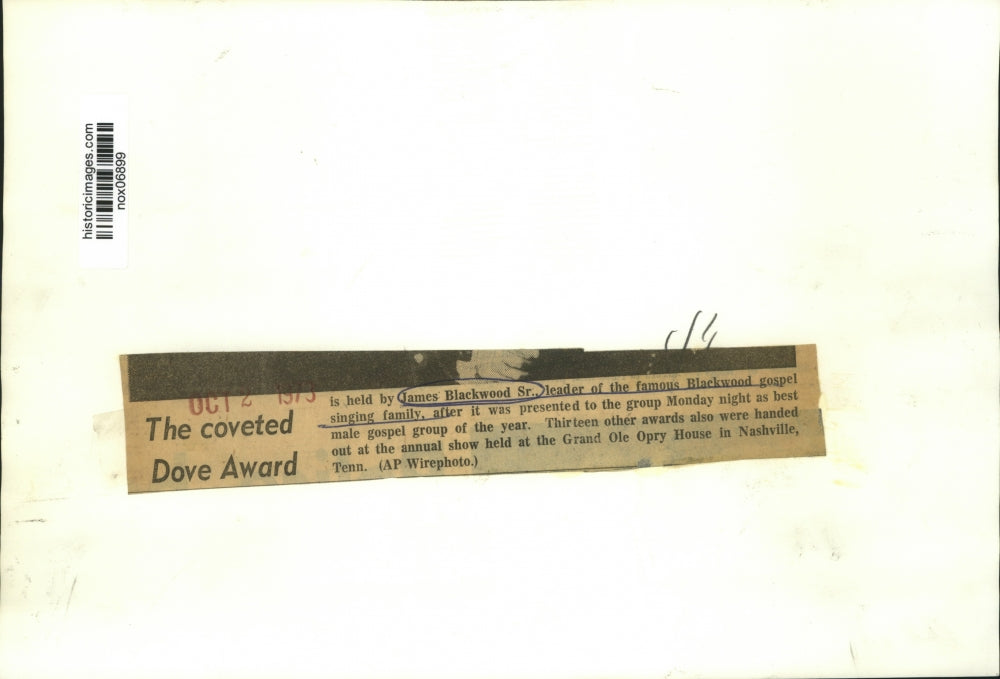 historicimages.com
nox06899
OCT 2 1973
The coveted
Dove Award
is held by James Blackwood Sr., leader of the famous Blackwood gospel
singing family, after it was presented to the group Monday night as best
male gospel group of the year. Thirteen other awards also were handed
out at the annual show held at the Grand Ole Opry House in Nashville,
Tenn. (AP Wirephoto.)